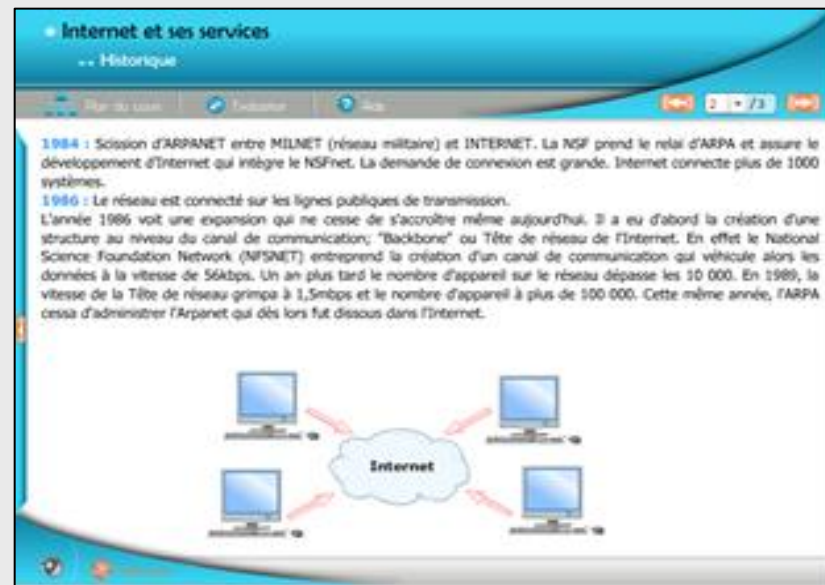 Internet et ses services
Historique
Plan du cours
Evaluation
Aide
2 /3
1984 : Scission d'ARPANET entre MILNET (réseau militaire) et INTERNET. La NSF prend le relai d'ARPA et assure le
développement d'Internet qui intègre le NSFnet. La demande de connexion est grande. Internet connecte plus de 1000
systèmes.
1986 : Le réseau est connecté sur les lignes publiques de transmission.
L'année 1986 voit une expansion qui ne cesse de s'accroître même aujourd'hui. Il a eu d'abord la création d'une
structure au niveau du canal de communication; "Backbone" ou Tête de réseau de l'Internet. En effet le National
Science Foundation Network (NFSNET) entreprend la création d'un canal de communication qui véhicule alors les
données à la vitesse de 56kbps. Un an plus tard le nombre d'appareil sur le réseau dépasse les 10 000. En 1989, la
vitesse de la Tête de réseau grimpa à 1,5mbps et le nombre d'appareil à plus de 100 000. Cette même année, l'ARPA
cessa d'administrer l'Arpanet qui dès lors fut dissous dans l'Internet.
Internet